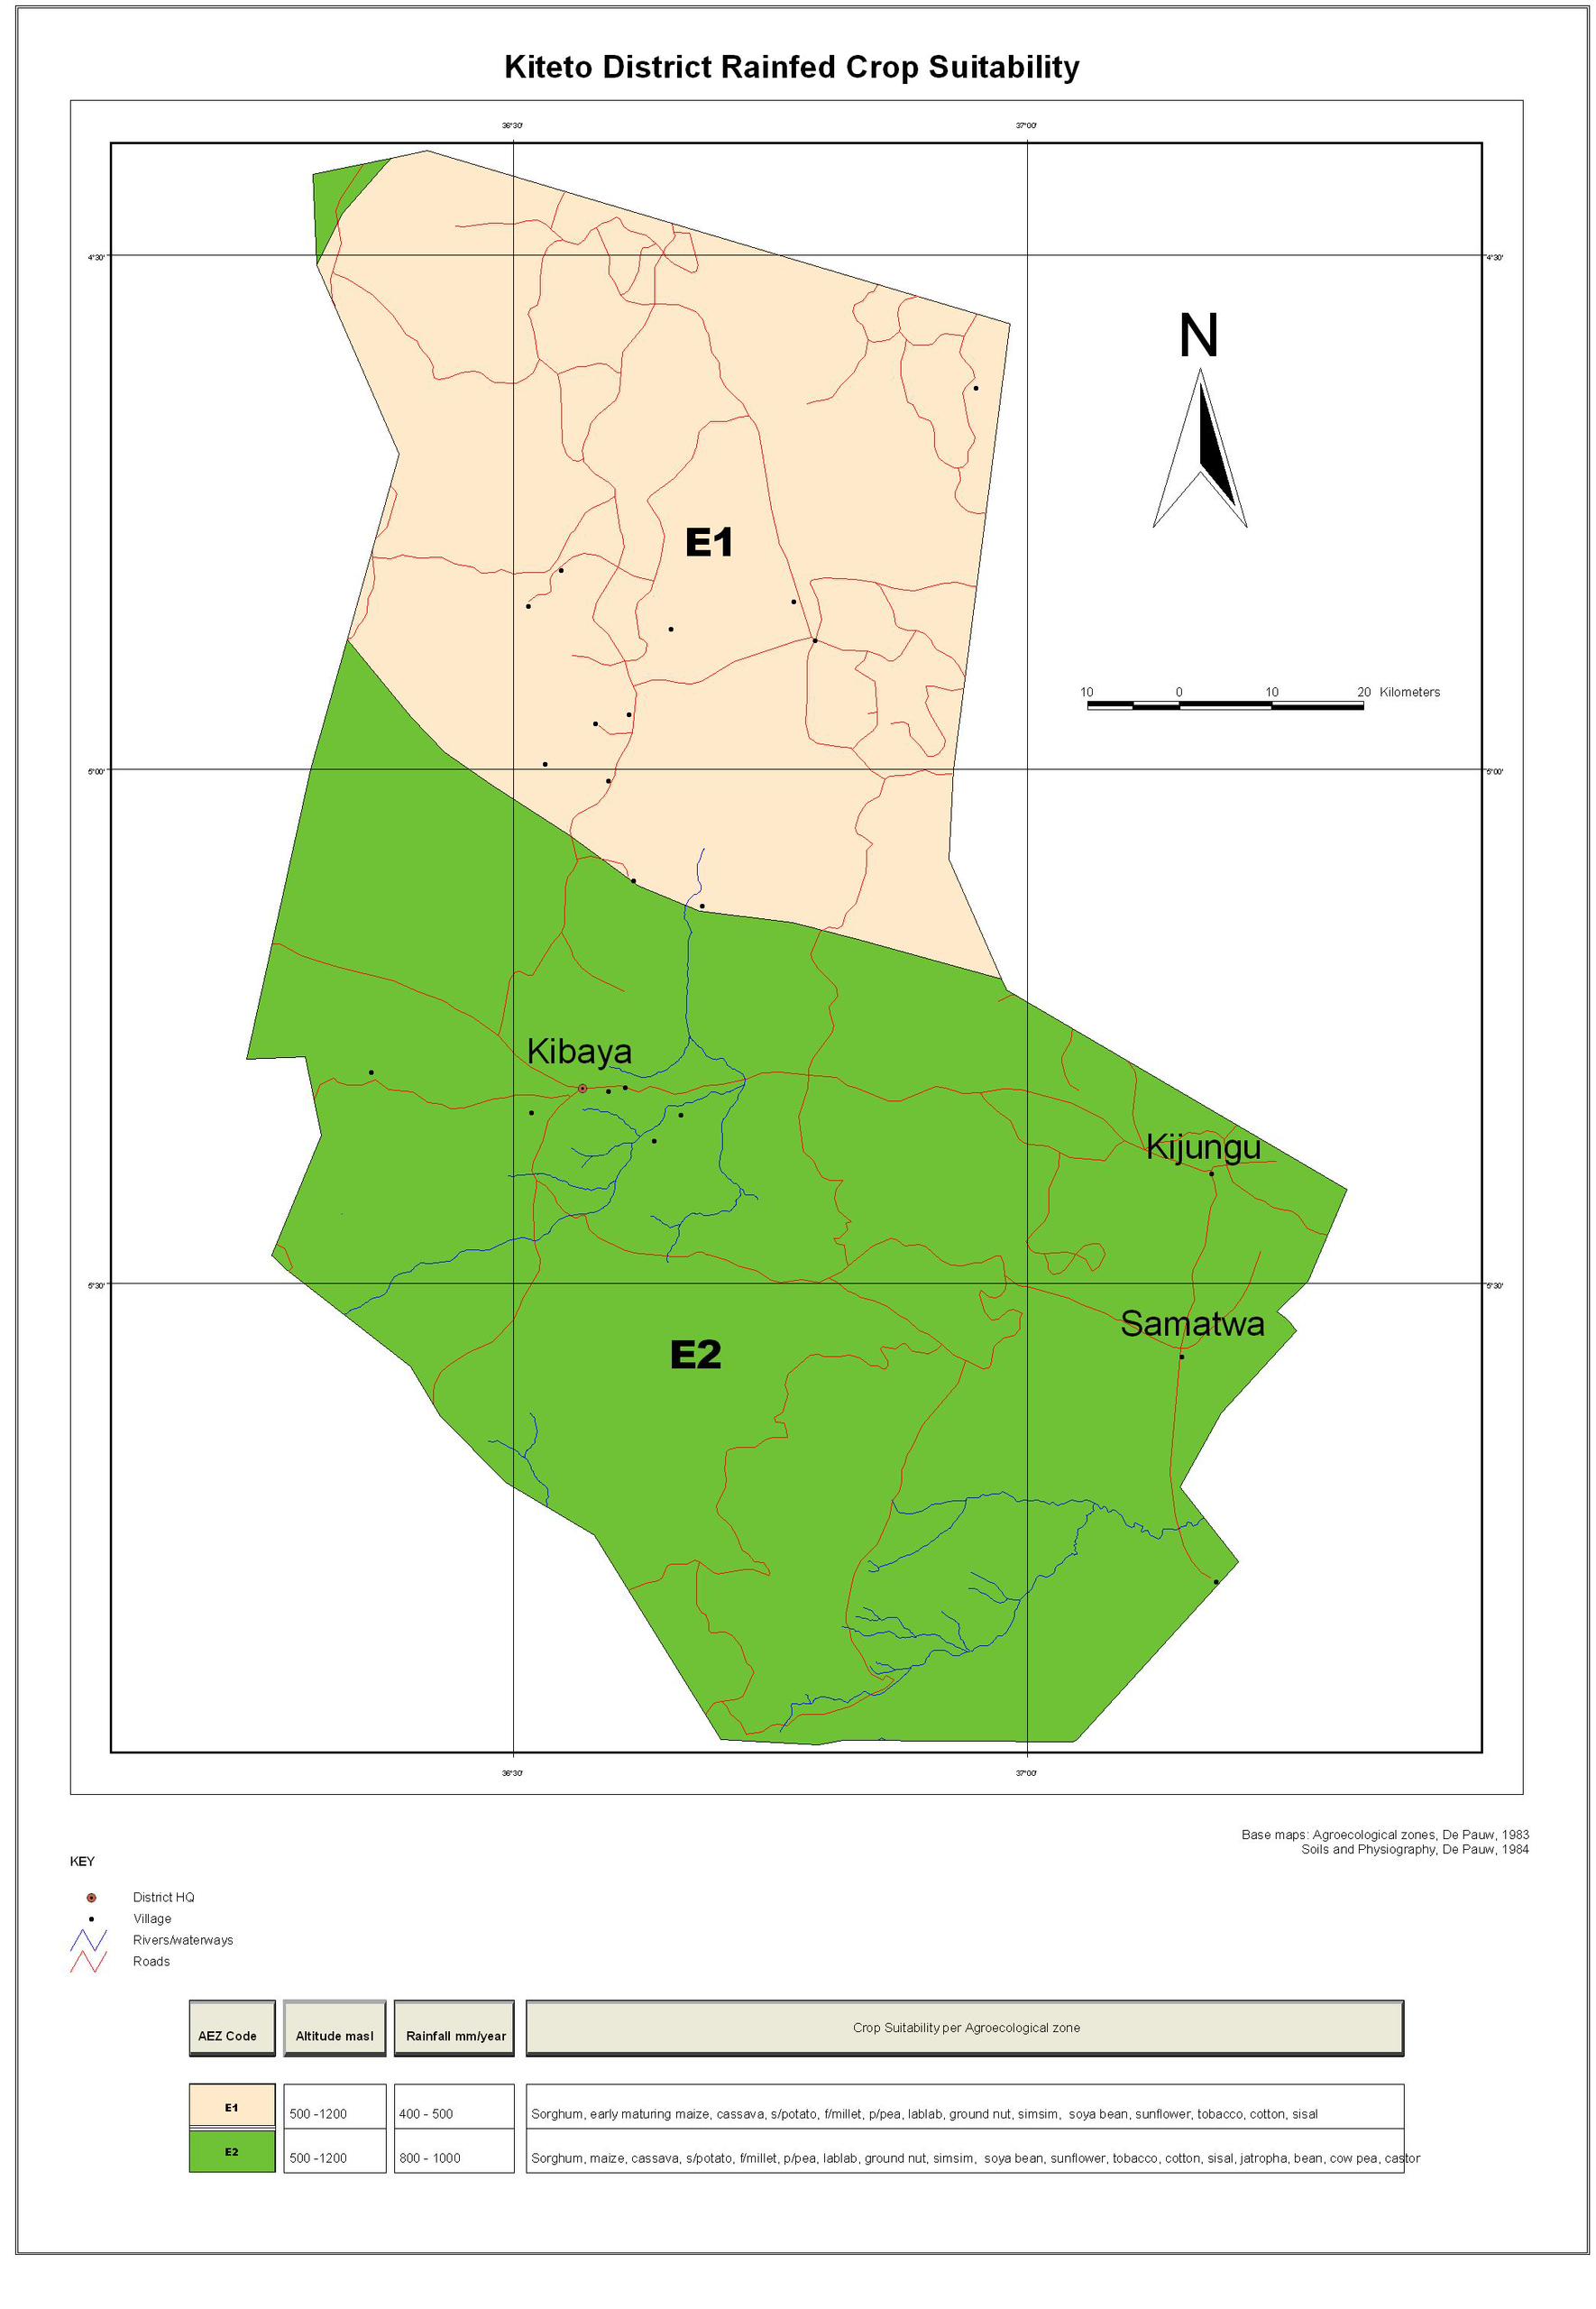 Kiteto District Rainfed Crop Suitability
36°30' 37°00'
4°30' 4°30'
N
E1
10 0 10 20 Kilometers
5°00' 5°00'
Kibaya
Kijungu
5°30' 5°30'
Samatwa
E2
36°30' 37°00'
Base maps: Agroecological zones, De Pauw, 1983
Soils and Physiography, De Pauw, 1984
KEY
District HQ
Village
Rivers/waterways
Roads
AEZ Code Altitude masl Rainfall mm/year Crop Suitability per Agroecological zone
E1 500 -1200 400 - 500 Sorghum, early maturing maize, cassava, s/potato, f/millet, p/pea, lablab, ground nut, simsim, soya bean, sunflower, tobacco, cotton, sisal
E2 500 -1200 800 - 1000 Sorghum, maize, cassava, s/potato, f/millet, p/pea, lablab, ground nut, simsim, soya bean, sunflower, tobacco, cotton, sisal, jatropha, bean, cow pea, castor